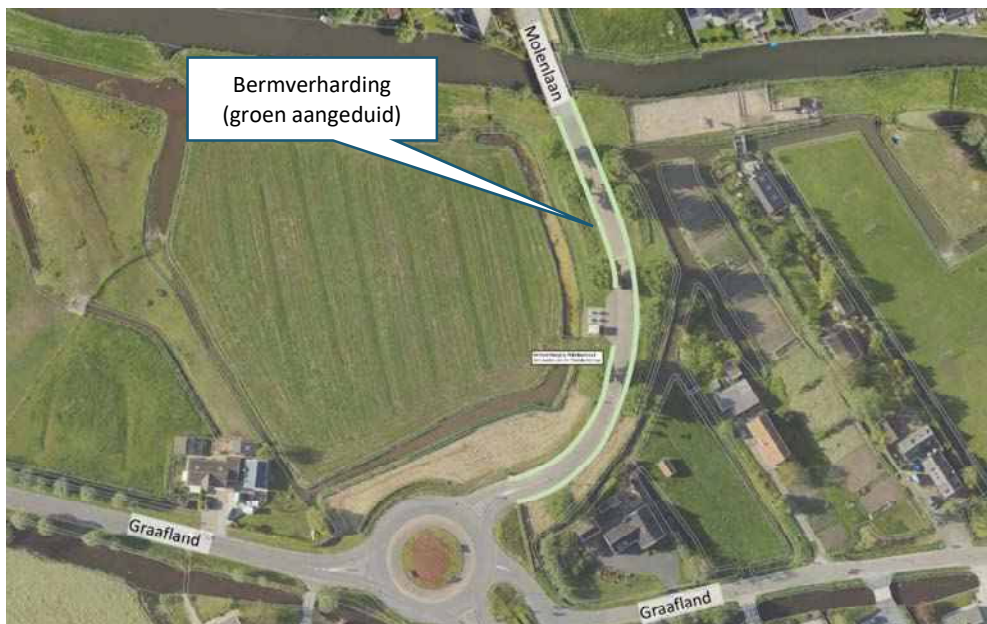 Molenlaan
Bermverharding
(groen aangeduid)
Graafland
Graafland